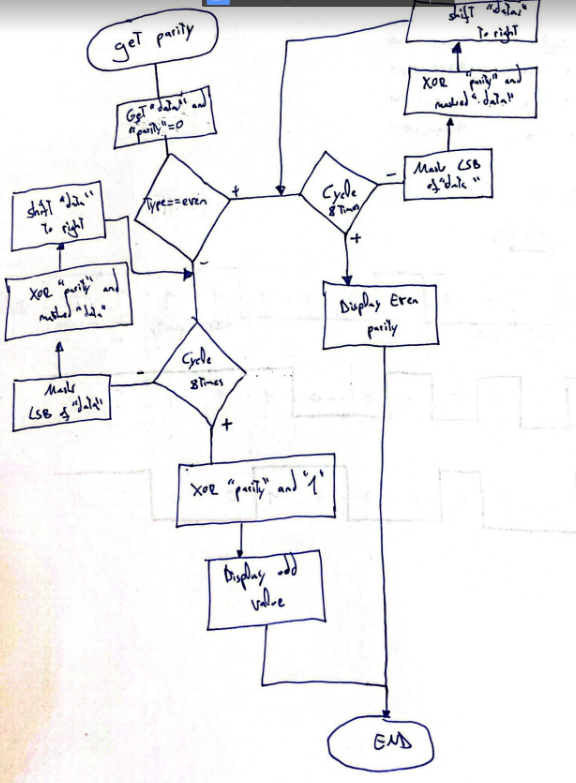 get parity
Get "data" and
"parity"=0
Type==even
+
-
shift "data"
To right
XOR "parity" and
masked "data"
Mask
LSB of "data"
-
Cycle
8 Times
+
XOR "parity" and "1"
Display odd
value
shift "data"
To right
XOR "parity" and
masked "data"
Mask LSB
of "data"
-
Cycle
8 Times
+
Display Even
parity
END